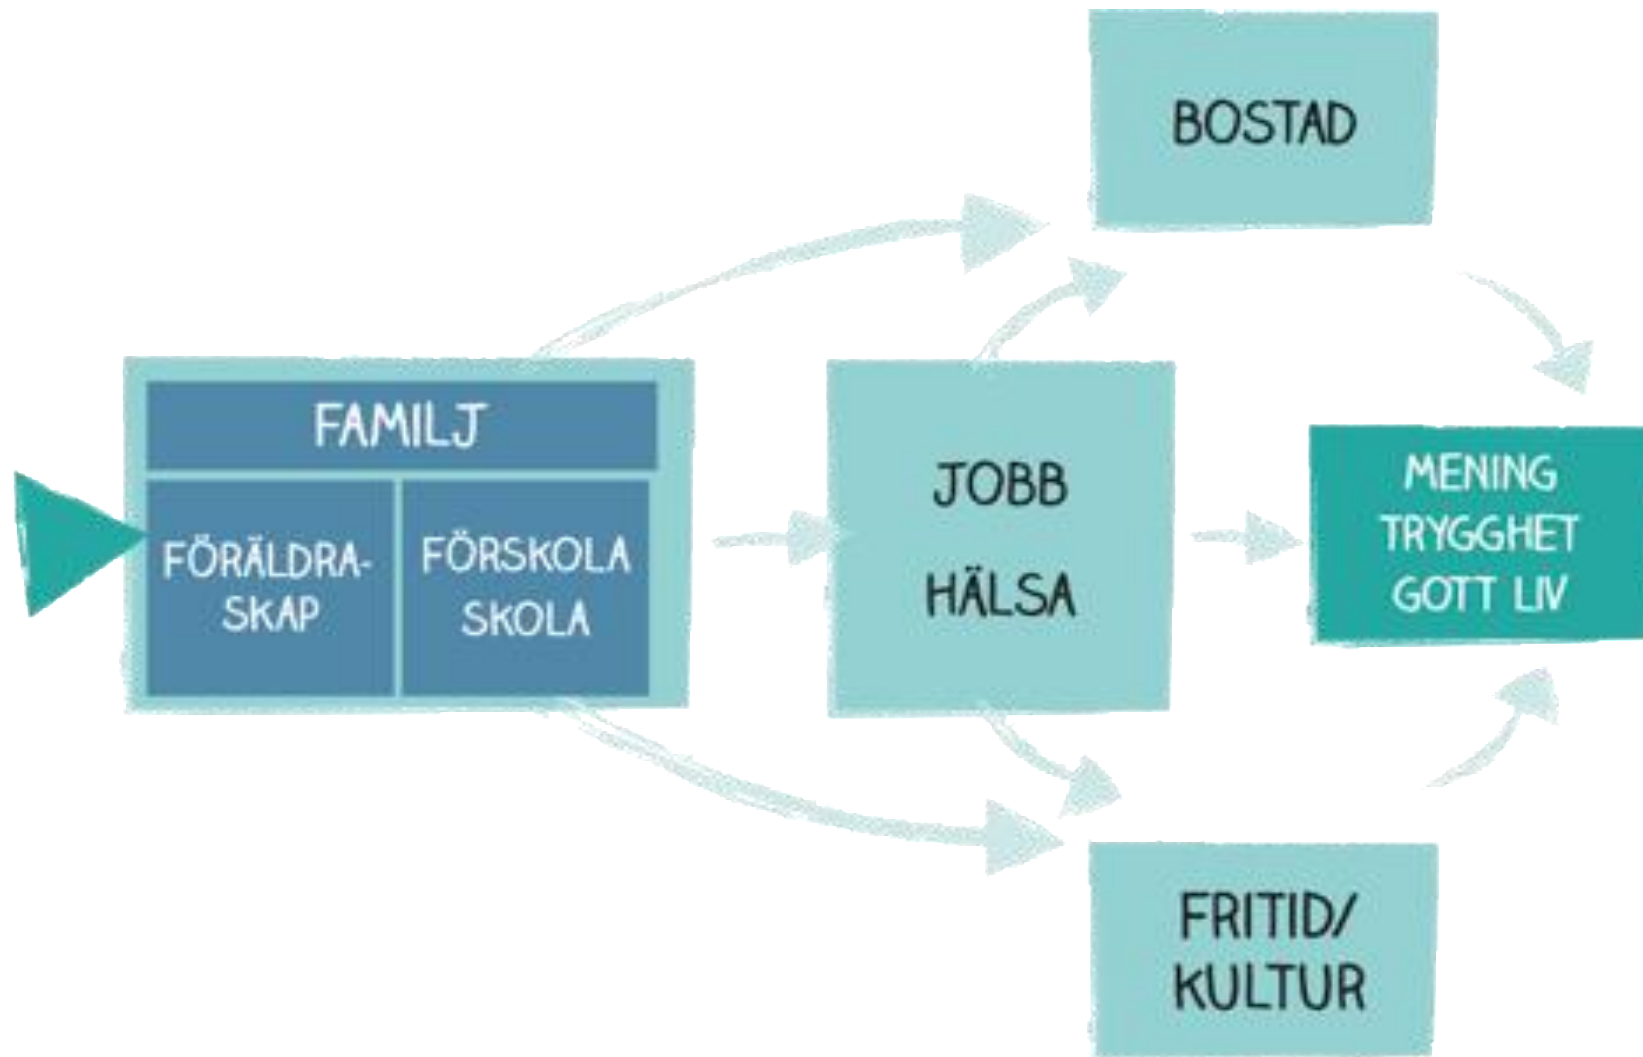 BOSTAD
FAMILJ
FÖRÄLDRA-
SKAP
FÖRSKOLA
SKOLA
JOBB
HÄLSA
MENING
TRYGGHET
GOTT LIV
FRITID/
KULTUR